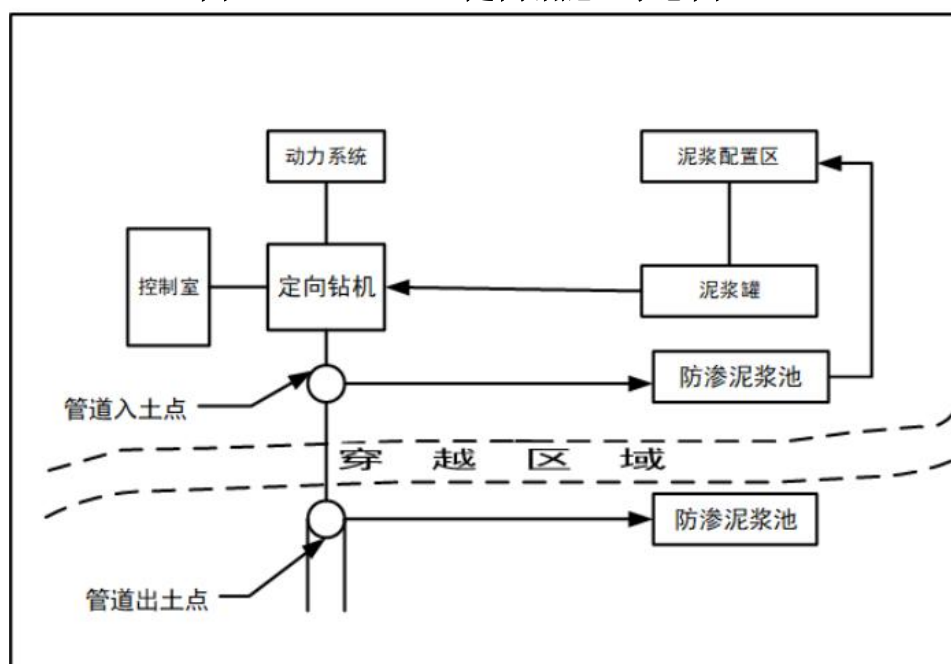 动力系统
泥浆配置区
控制室
定向钻机
泥浆罐
防渗泥浆池
管道入土点
穿越区域
防渗泥浆池
管道出土点